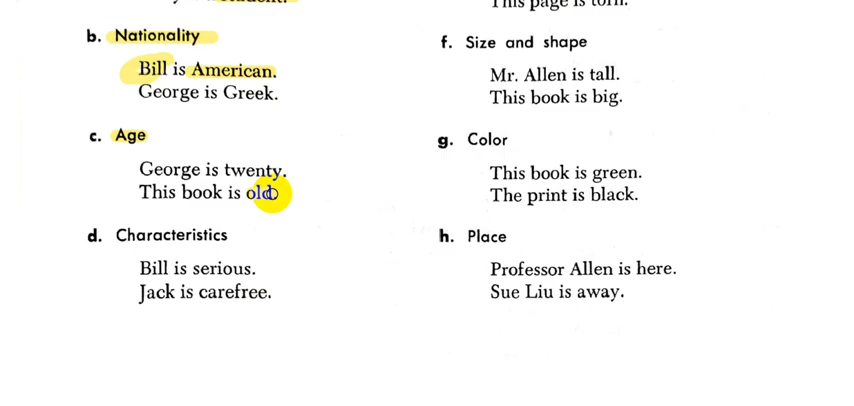 b. Nationality
Bill is American.
George is Greek.
c. Age
George is twenty.
This book is old
d. Characteristics
Bill is serious.
Jack is carefree.
This page is torn.
f. Size and shape
Mr. Allen is tall.
This book is big.
g. Color
This book is green.
The print is black.
h. Place
Professor Allen is here.
Sue Liu is away.